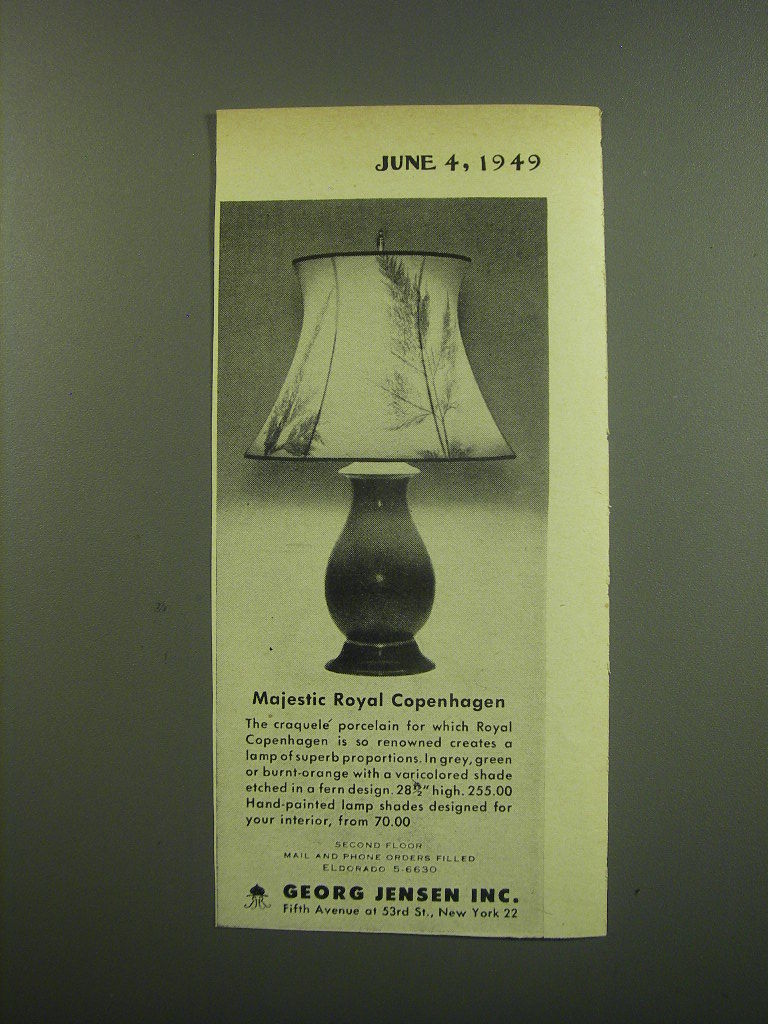 JUNE 4, 1949
Majestic Royal Copenhagen
The craquelé porcelain for which Royal
Copenhagen is so renowned creates a
lamp of superb proportions. In grey, green
or burnt-orange with a varicolored shade
etched in a fern design. 28½" high. 255.00
Hand-painted lamp shades designed for
your interior, from 70.00
SECOND FLOOR
MAIL AND PHONE ORDERS FILLED
ELDORADO 5-6630
GEORG JENSEN INC.
Fifth Avenue at 53rd St., New York 22